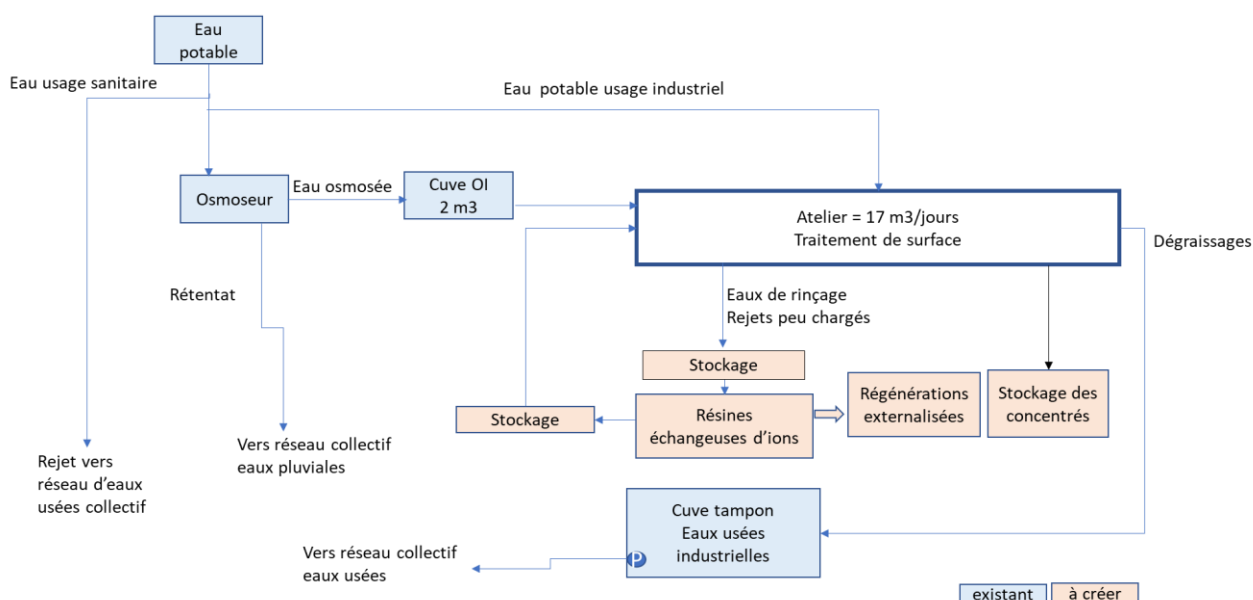 Eau
potable
Eau usage sanitaire
Eau  potable usage industriel
Osmoseur
Eau osmosée
Cuve OI
2 m3
Atelier = 17 m3/jours
Traitement de surface
Dégraissages
Rétentat
Eaux de rinçage
Rejets peu chargés
Stockage
Stockage
Résines
échangeuses d'ions
Régénérations
externalisées
Stockage des
concentrés
Vers réseau collectif
eaux pluviales
Rejet vers
réseau d'eaux
usées collectif
Cuve tampon
Eaux usées
industrielles
P
Vers réseau collectif
eaux usées
existant
à créer